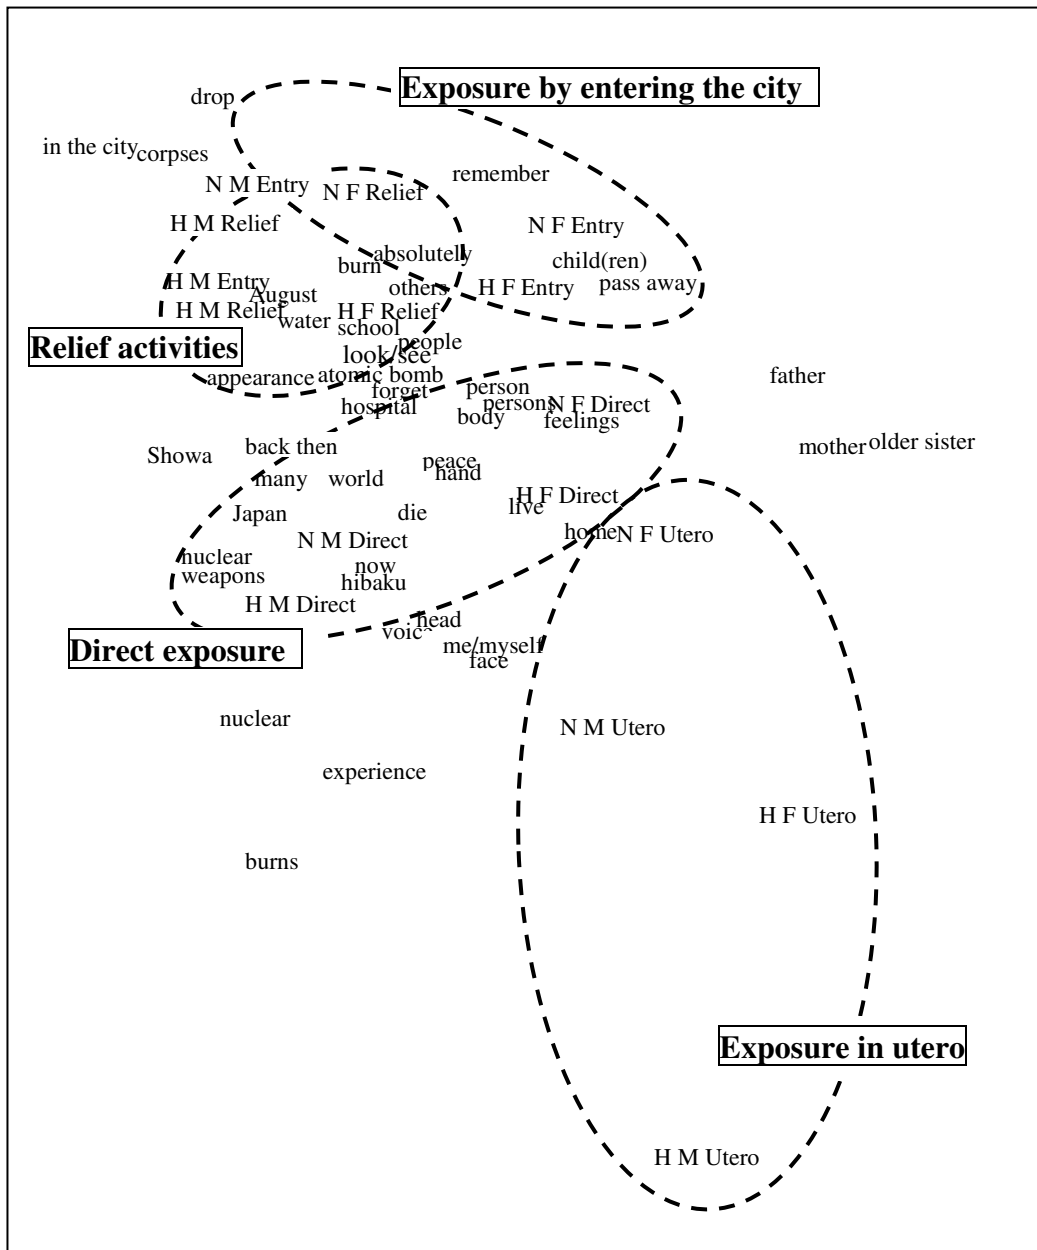 Exposure by entering the city
drop
in the city
corpses
remember
N M Entry
N F Relief
H M Relief
N F Entry
absolutely
child(ren)
burn
H M Entry
pass away
others
H F Entry
August
H M Relief
H F Relief
water
school
people
Relief activities
look/see
appearance
atomic bomb
father
forget
person
hospital
persons
N F Direct
body
feelings
mother
older sister
back then
Showa
peace
hand
many
world
H F Direct
live
Japan
die
home
N F Utero
N M Direct
nuclear
weapons
now
hibaku
H M Direct
head
voice
me/myself
Direct exposure
face
nuclear
N M Utero
experience
H F Utero
burns
Exposure in utero
H M Utero